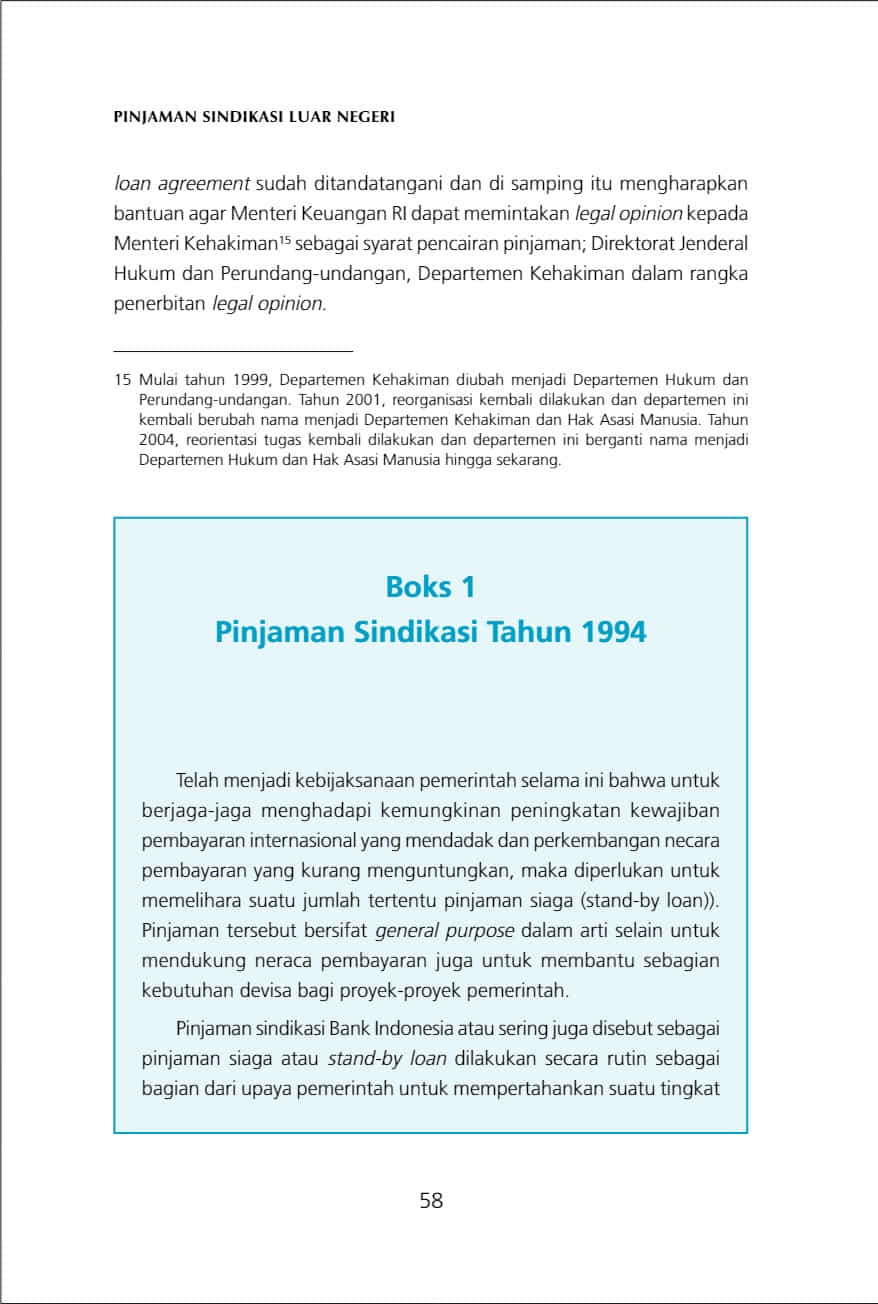 PINJAMAN SINDIKASI LUAR NEGERI
loan agreement sudah ditandatangani dan di samping itu mengharapkan
bantuan agar Menteri Keuangan RI dapat memintakan legal opinion kepada
Menteri Kehakiman15 sebagai syarat pencairan pinjaman; Direktorat Jenderal
Hukum dan Perundang-undangan, Departemen Kehakiman dalam rangka
penerbitan legal opinion.
15 Mulai tahun 1999, Departemen Kehakiman diubah menjadi Departemen Hukum dan
Perundang-undangan. Tahun 2001, reorganisasi kembali dilakukan dan departemen ini
kembali berubah nama menjadi Departemen Kehakiman dan Hak Asasi Manusia. Tahun
2004, reorientasi tugas kembali dilakukan dan departemen ini berganti nama menjadi
Departemen Hukum dan Hak Asasi Manusia hingga sekarang.
Boks 1
Pinjaman Sindikasi Tahun 1994
Telah menjadi kebijaksanaan pemerintah selama ini bahwa untuk
berjaga-jaga menghadapi kemungkinan peningkatan kewajiban
pembayaran internasional yang mendadak dan perkembangan necara
pembayaran yang kurang menguntungkan, maka diperlukan untuk
memelihara suatu jumlah tertentu pinjaman siaga (stand-by loan)).
Pinjaman tersebut bersifat general purpose dalam arti selain untuk
mendukung neraca pembayaran juga untuk membantu sebagian
kebutuhan devisa bagi proyek-proyek pemerintah.
Pinjaman sindikasi Bank Indonesia atau sering juga disebut sebagai
pinjaman siaga atau stand-by loan dilakukan secara rutin sebagai
bagian dari upaya pemerintah untuk mempertahankan suatu tingkat
58